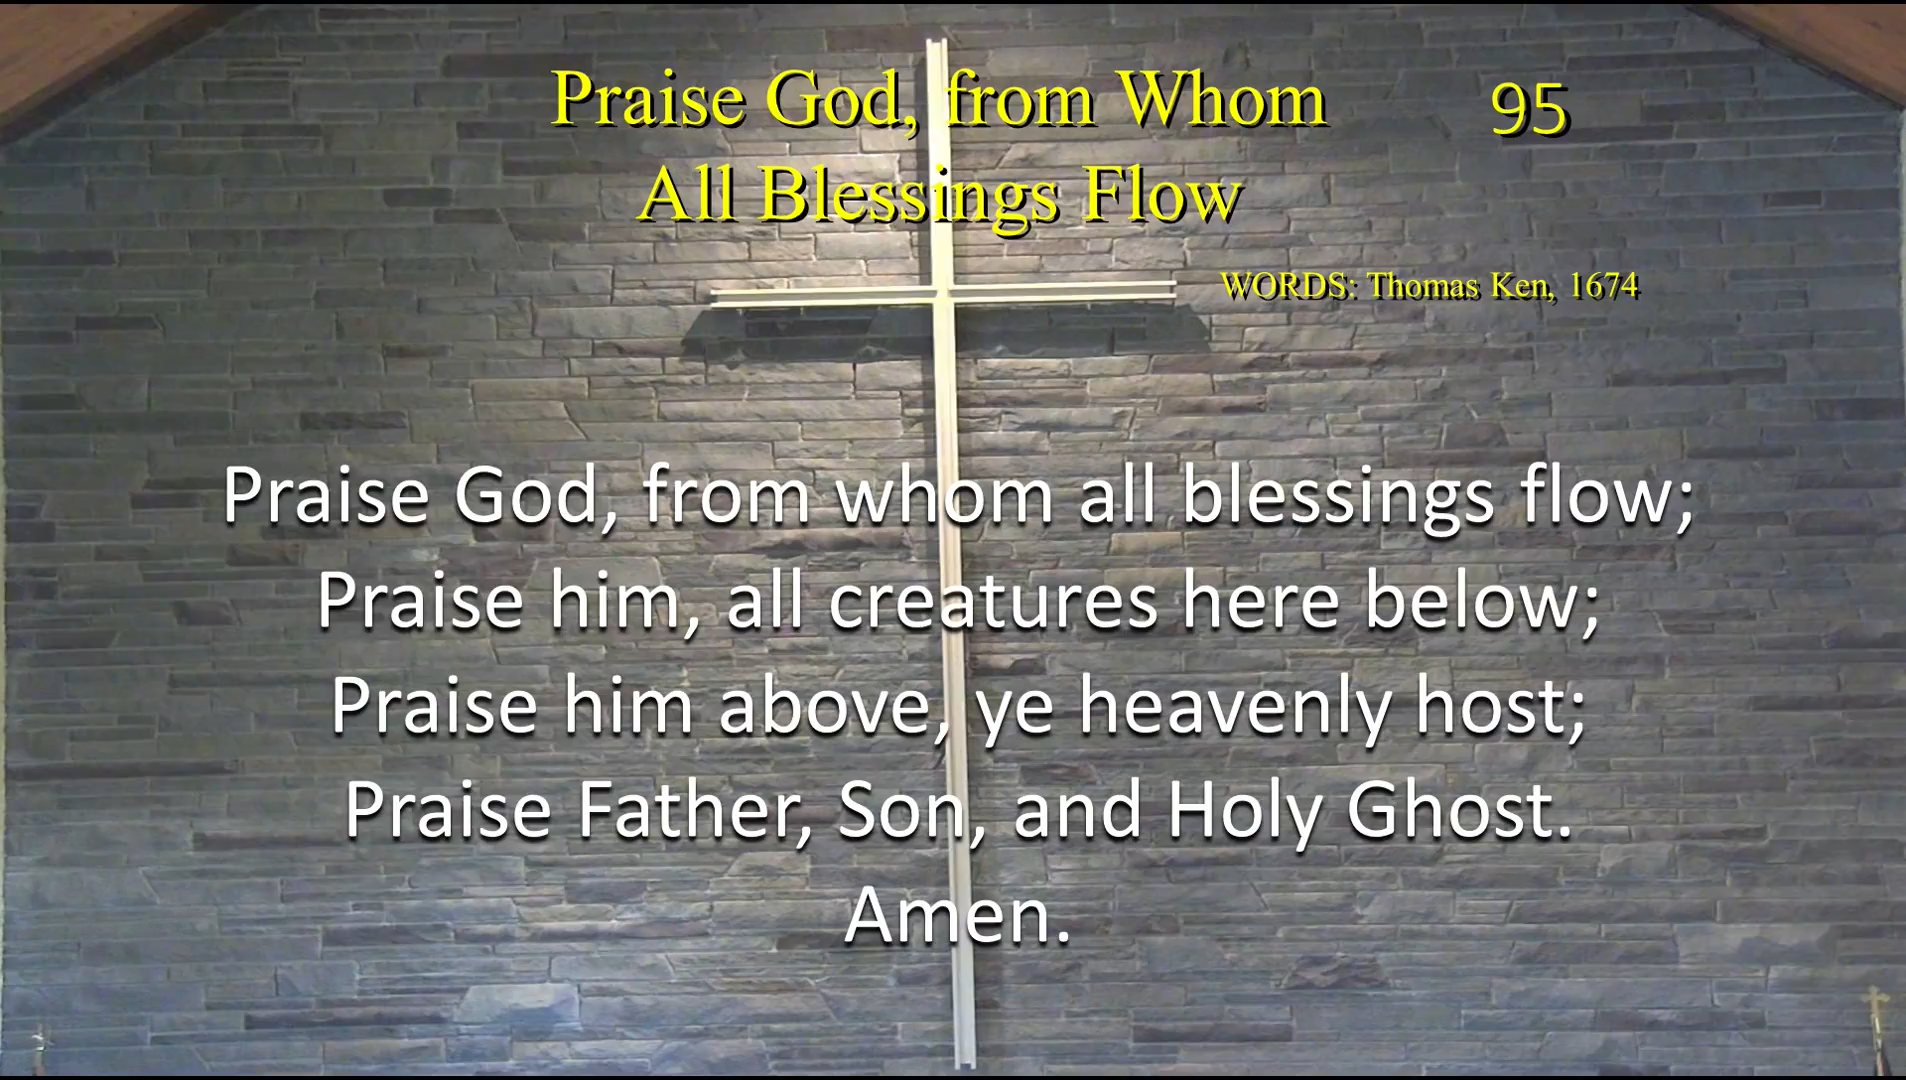 Praise God, from Whom 95
All Blessings Flow
WORDS: Thomas Ken, 1674
Praise God, from whom all blessings flow;
Praise him, all creatures here below;
Praise him above, ye heavenly host;
Praise Father, Son, and Holy Ghost.
Amen.